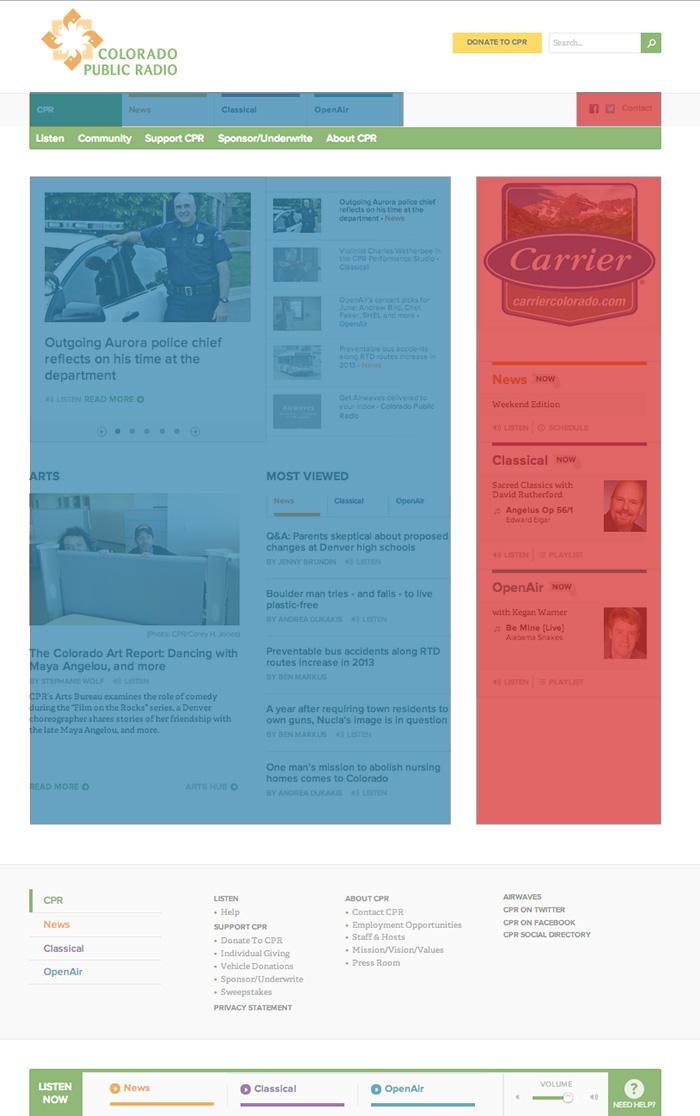 COLORADO
PUBLIC RADIO
DONATE TO CPR
Search...
CPR
News
Classical
OpenAir
Contact
Listen
Community
Support CPR
Sponsor/Underwrite
About CPR
Outgoing Aurora police chief
reflects on his time at the
department
LISTEN READ MORE
Outgoing Aurora police chief
reflects on his time at the
department - News
Violinist Charles Wetherbee in
the CPR Performance Studio -
Classical
OpenAir's concert picks for
June: Andrew Bird, Chet
Faker, SHEL and more -
OpenAir
Preventable bus accidents
along RTD routes increase in
2013 - News
Airwaves
Get Airwaves delivered to
your inbox - Colorado Public
Radio
Carrier
carriercolorado.com
News NOW
Weekend Edition
LISTEN SCHEDULE
Classical NOW
Sacred Classics with
David Rutherford
Angelus Op 56/1
Edward Elgar
LISTEN PLAYLIST
OpenAir NOW
with Kegan Warner
Be Mine [Live]
Alabama Shakes
LISTEN PLAYLIST
ARTS
(Photo: CPR/Corey H. Jones)
The Colorado Art Report: Dancing with
Maya Angelou, and more
BY STEPHANIE WOLF LISTEN
CPR's Arts Bureau examines the role of comedy
during the "Film on the Rocks" series, a Denver
choreographer shares stories of her friendship with
the late Maya Angelou, and more.
READ MORE
ARTS HUB
MOST VIEWED
News
Classical
OpenAir
Q&A: Parents skeptical about proposed
changes at Denver high schools
BY JENNY BRUNDIN LISTEN
Boulder man tries - and fails - to live
plastic-free
BY ANDREA DUKAKIS LISTEN
Preventable bus accidents along RTD
routes increase in 2013
BY BEN MARKUS
A year after requiring town residents to
own guns, Nucla's image is in question
BY BEN MARKUS LISTEN
One man's mission to abolish nursing
homes comes to Colorado
BY ANDREA DUKAKIS LISTEN
CPR
News
Classical
OpenAir
LISTEN
• Help
SUPPORT CPR
• Donate To CPR
• Individual Giving
• Vehicle Donations
• Sponsor/Underwrite
• Sweepstakes
PRIVACY STATEMENT
ABOUT CPR
• Contact CPR
• Employment Opportunities
• Staff & Hosts
• Mission/Vision/Values
• Press Room
AIRWAVES
CPR ON TWITTER
CPR ON FACEBOOK
CPR SOCIAL DIRECTORY
LISTEN
NOW
News
Classical
OpenAir
VOLUME
?
NEED HELP?